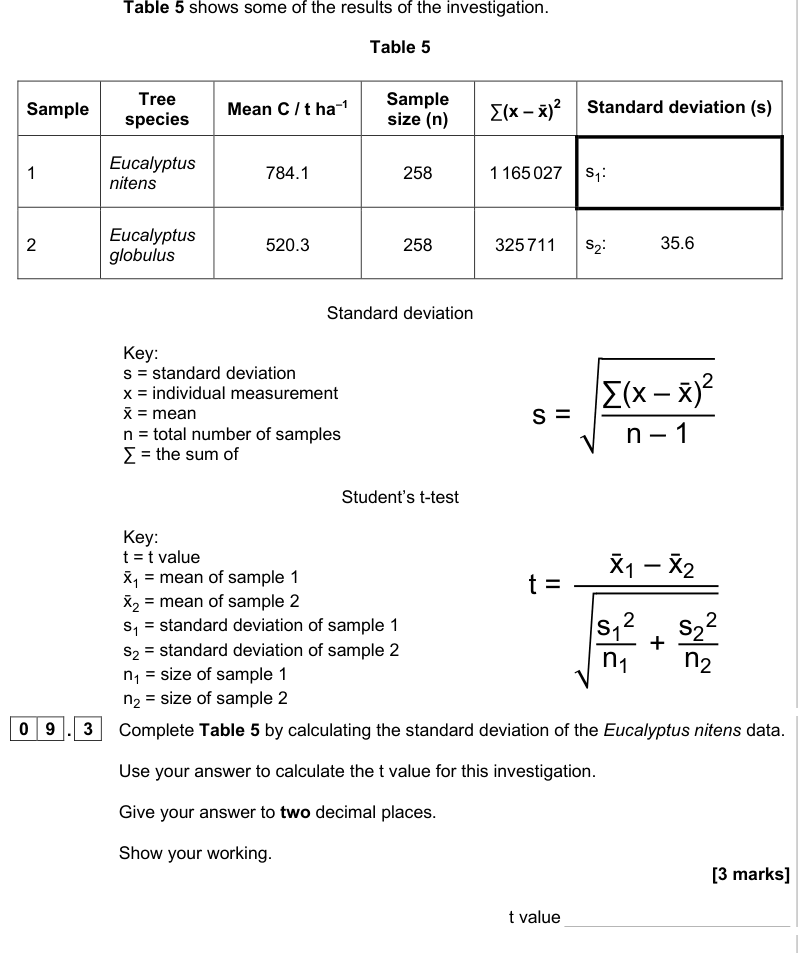 Table 5 shows some of the results of the investigation.
Table 5
Sample Tree species Mean C / t ha⁻¹ Sample size (n) ∑(x – x̄)² Standard deviation (s)
1 Eucalyptus nitens 784.1 258 1 165 027 s₁:
2 Eucalyptus globulus 520.3 258 325 711 s₂: 35.6
Standard deviation
Key:
s = standard deviation
x = individual measurement
x̄ = mean
n = total number of samples
∑ = the sum of
s = √(∑(x – x̄)² / n – 1)
Student's t-test
Key:
t = t value
x̄₁ = mean of sample 1
x̄₂ = mean of sample 2
s₁ = standard deviation of sample 1
s₂ = standard deviation of sample 2
n₁ = size of sample 1
n₂ = size of sample 2
t = x̄₁ – x̄₂ / √(s₁²/n₁ + s₂²/n₂)
0 9 . 3 Complete Table 5 by calculating the standard deviation of the Eucalyptus nitens data.
Use your answer to calculate the t value for this investigation.
Give your answer to two decimal places.
Show your working.
[3 marks]
t value